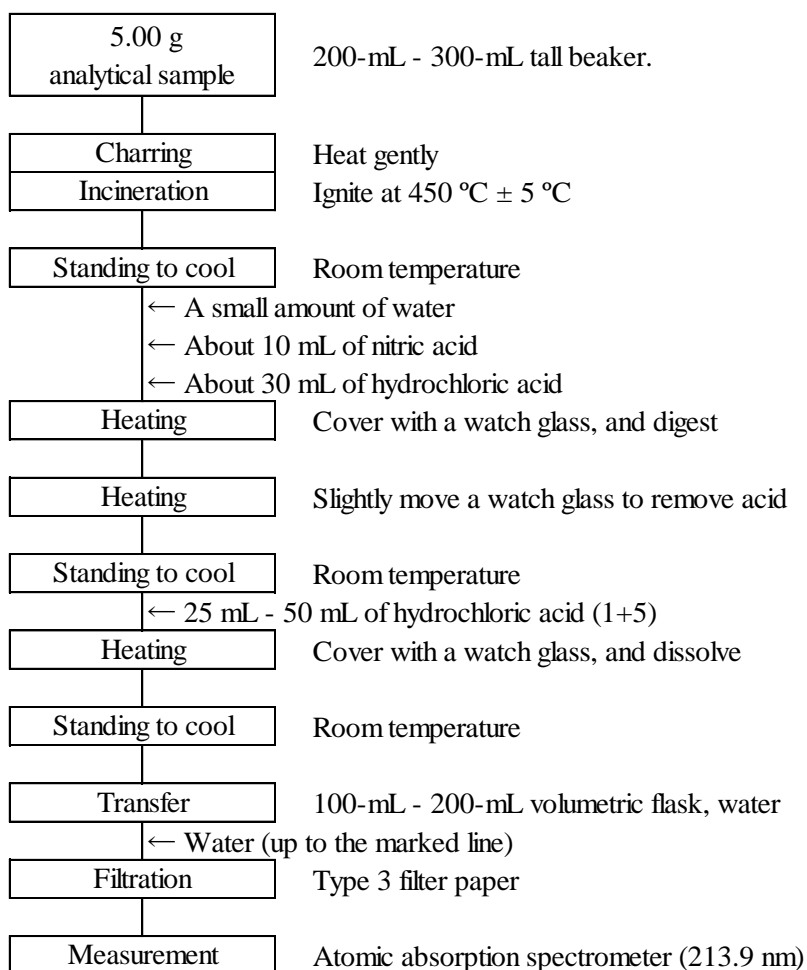 5.00 g
analytical sample
200-mL - 300-mL tall beaker.
Charring
Heat gently
Incineration
Ignite at 450 ºC ± 5 ºC
Standing to cool
Room temperature
← A small amount of water
← About 10 mL of nitric acid
← About 30 mL of hydrochloric acid
Heating
Cover with a watch glass, and digest
Heating
Slightly move a watch glass to remove acid
Standing to cool
Room temperature
← 25 mL - 50 mL of hydrochloric acid (1+5)
Heating
Cover with a watch glass, and dissolve
Standing to cool
Room temperature
Transfer
100-mL - 200-mL volumetric flask, water
← Water (up to the marked line)
Filtration
Type 3 filter paper
Measurement
Atomic absorption spectrometer (213.9 nm)